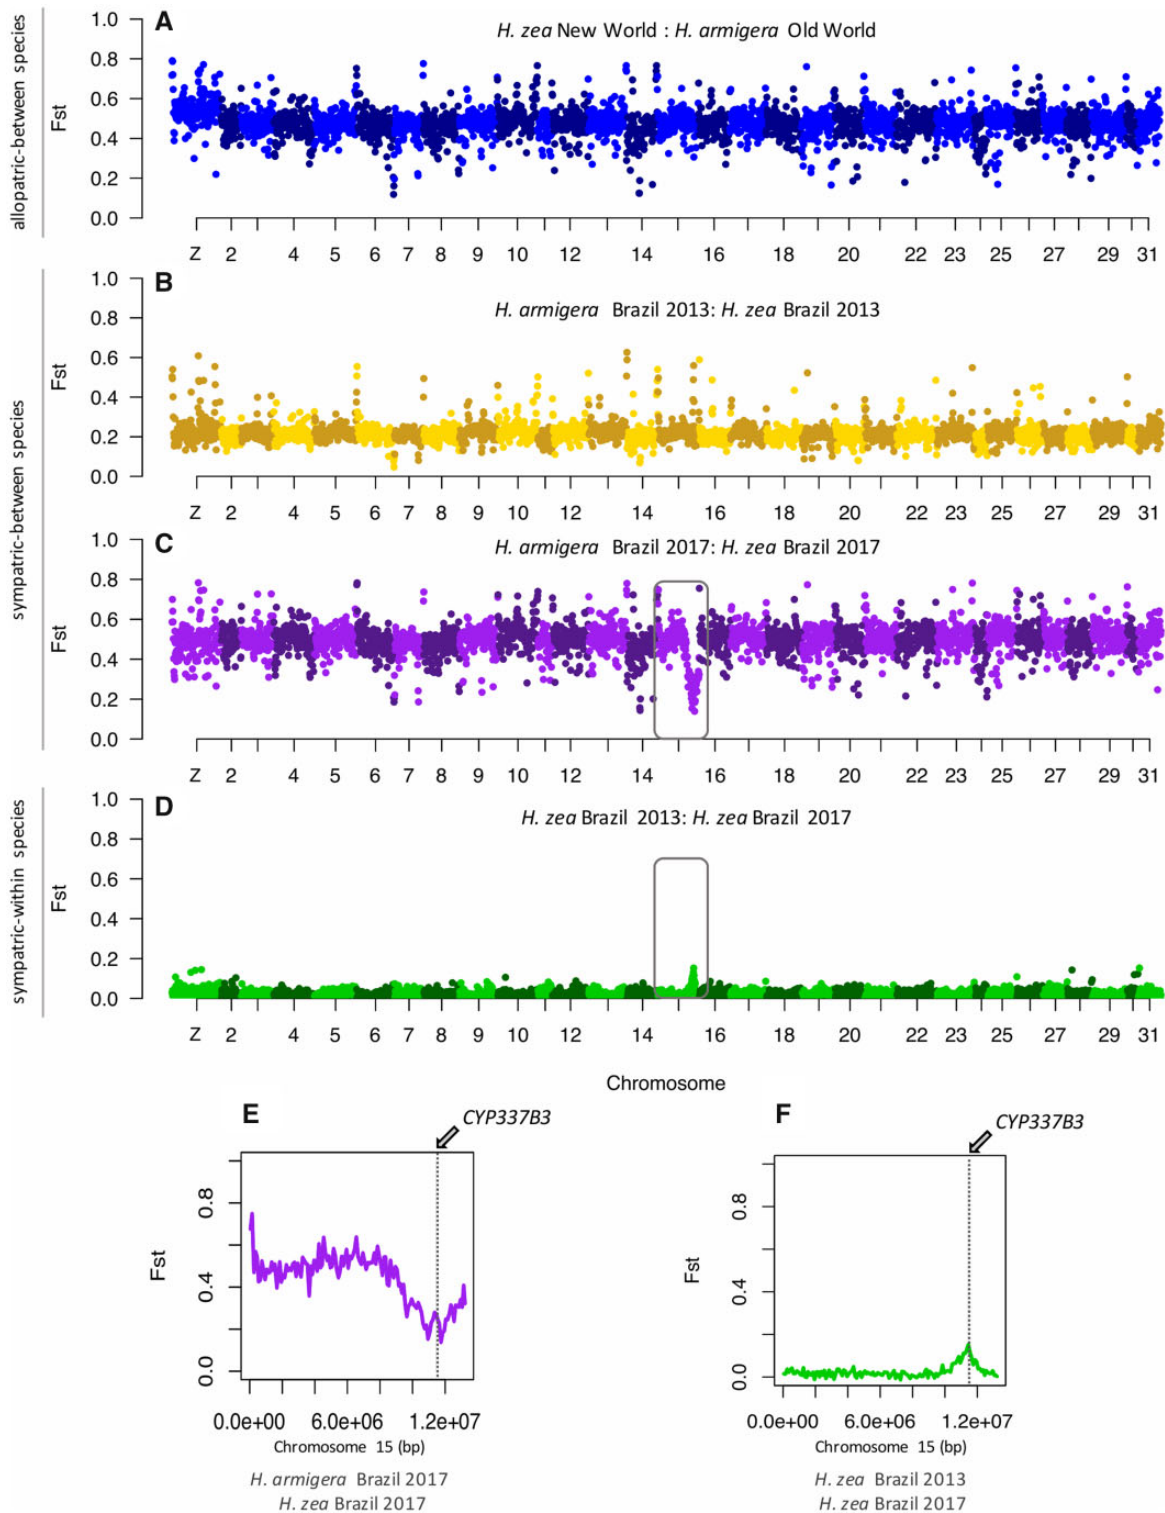 allopatric-between species
A
H. zea New World : H. armigera Old World
Fst
1.0
0.8
0.6
0.4
0.2
0.0
Z 2 4 6 7 8 9 10 12 14 16 18 20 22 23 25 27 29 31
sympatric-between species
B
H. armigera Brazil 2013: H. zea Brazil 2013
Fst
1.0
0.8
0.6
0.4
0.2
0.0
Z 2 4 6 7 8 9 10 12 14 16 18 20 22 23 25 27 29 31
C
H. armigera Brazil 2017: H. zea Brazil 2017
Fst
1.0
0.8
0.6
0.4
0.2
0.0
Z 2 4 6 7 8 9 10 12 14 16 18 20 22 23 25 27 29 31
sympatric-within species
D
H. zea Brazil 2013: H. zea Brazil 2017
Fst
1.0
0.8
0.6
0.4
0.2
0.0
Z 2 4 6 7 8 9 10 12 14 16 18 20 22 23 25 27 29 31
Chromosome
E
CYP337B3
Fst
0.8
0.4
0.0
0.0e+00 6.0e+06 1.2e+07
Chromosome 15 (bp)
H. armigera Brazil 2017
H. zea Brazil 2017
F
CYP337B3
Fst
0.8
0.4
0.0
0.0e+00 6.0e+06 1.2e+07
Chromosome 15 (bp)
H. zea Brazil 2013
H. zea Brazil 2017